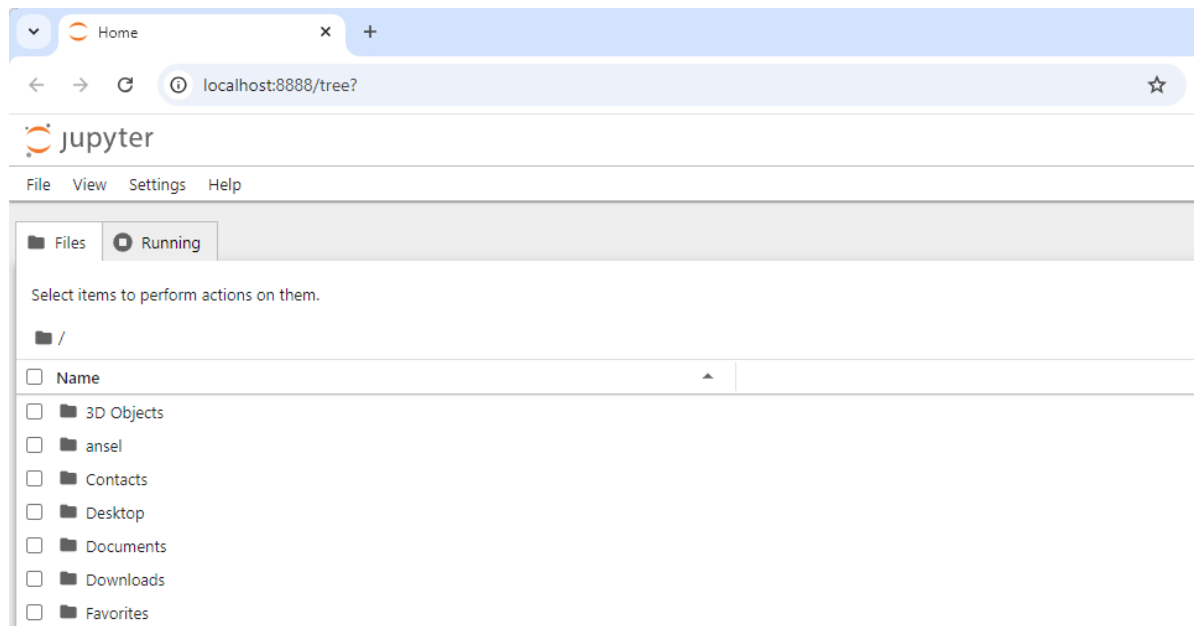 Home
localhost:8888/tree?
jupyter
File View Settings Help
Files Running
Select items to perform actions on them.
/
Name
3D Objects
ansel
Contacts
Desktop
Documents
Downloads
Favorites